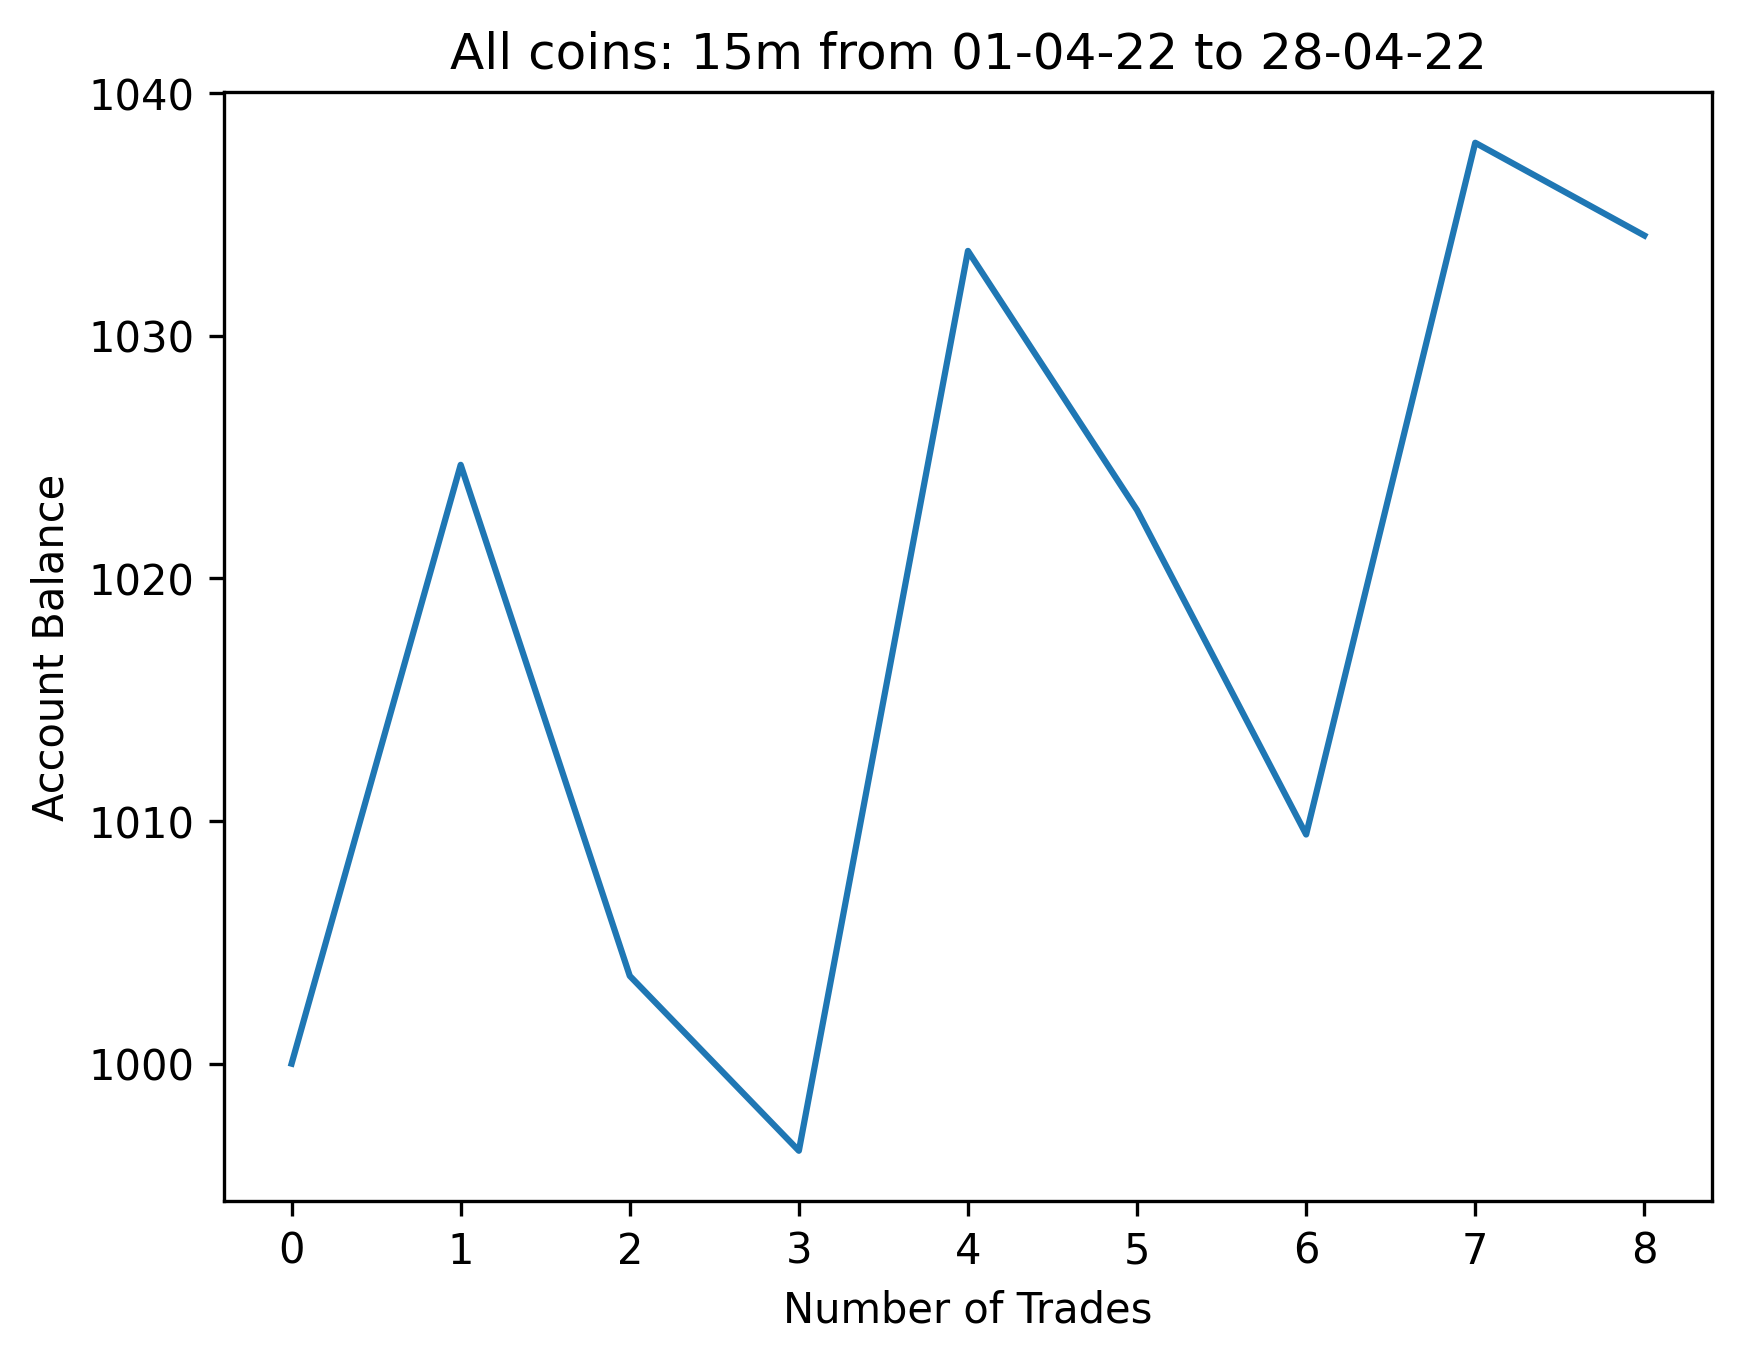 All coins: 15m from 01-04-22 to 28-04-22
1040
1030
1020
1010
1000
Account Balance
0 1 2 3 4 5 6 7 8
Number of Trades